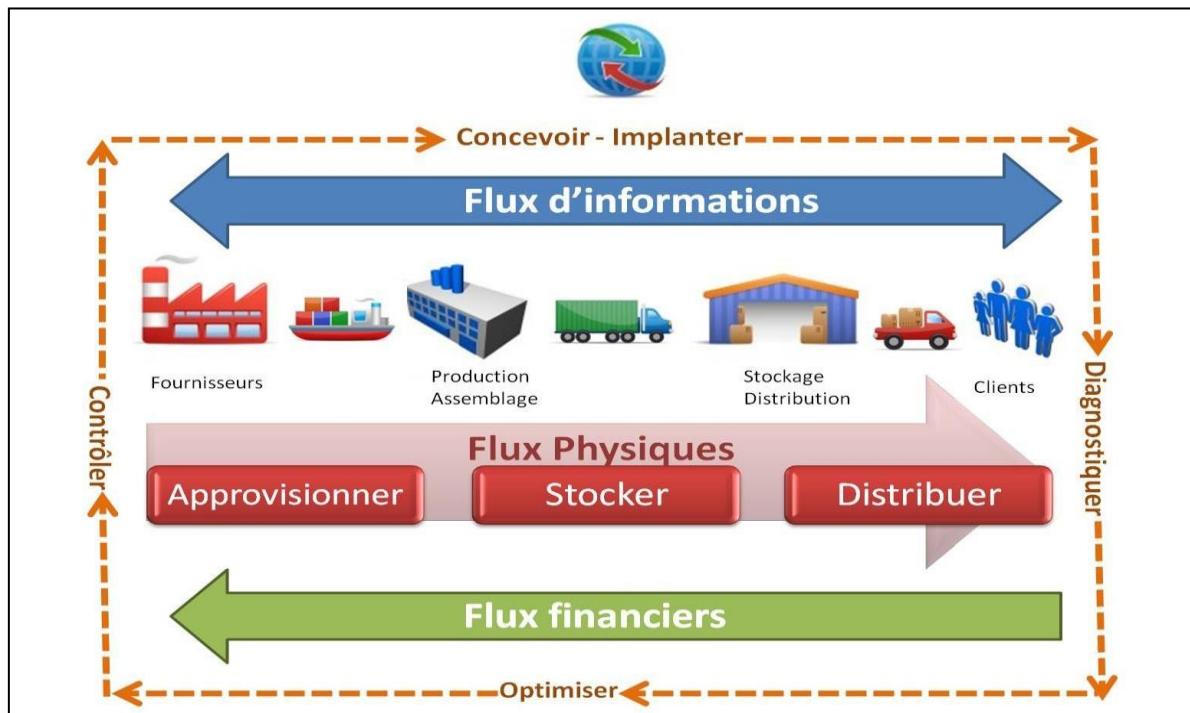 Concevoir - Implanter
Flux d’informations
Fournisseurs
Production
Assemblage
Stockage
Distribution
Clients
Contrôler
Diagnostiquer
Flux Physiques
Approvisionner
Stocker
Distribuer
Flux financiers
Optimiser